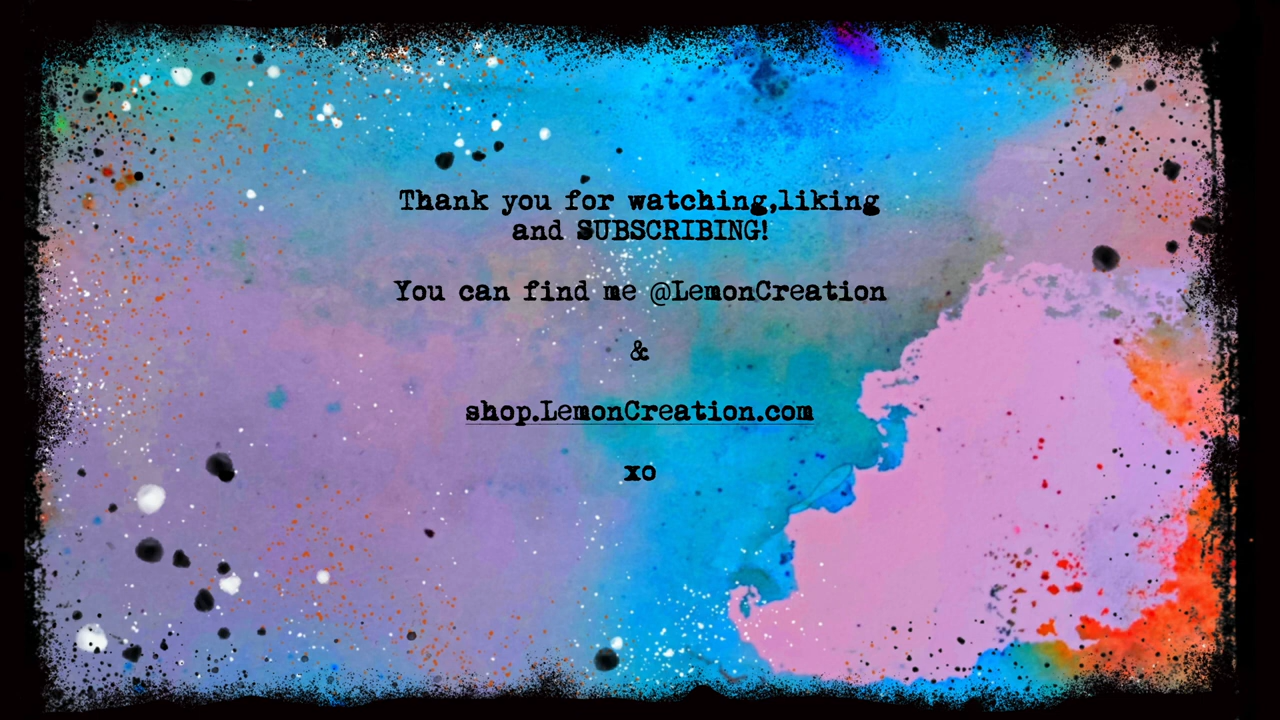 Thank you for watching,liking
and SUBSCRIBING!
You can find me @LemonCreation
&
shop.LemonCreation.com
xo